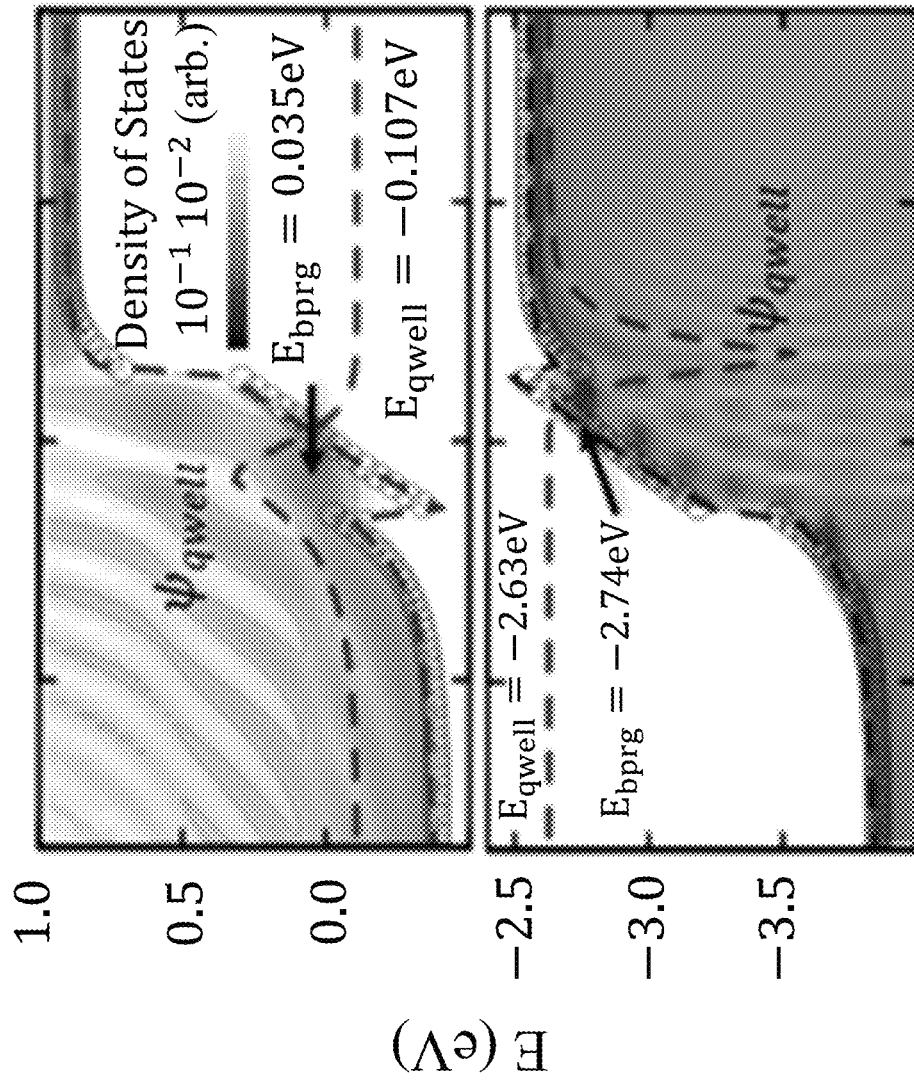 E (eV)
1.0
0.5
0.0
Density of States
10⁻¹ 10⁻² (arb.)
ψ_qwell
E_bprg = 0.035eV
E_qwell = −0.107eV
−2.5
−3.0
−3.5
E_qwell = −2.63eV
E_bprg = −2.74eV
ψ_qwell